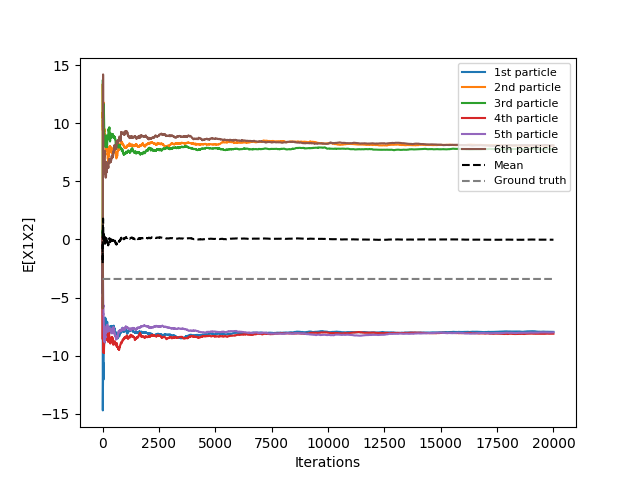 15
10
5
0
−5
−10
−15
E[X1X2]
1st particle
2nd particle
3rd particle
4th particle
5th particle
6th particle
Mean
Ground truth
0 2500 5000 7500 10000 12500 15000 17500 20000
Iterations